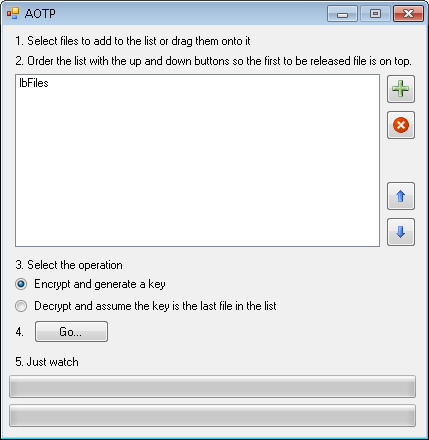 AOTP
1. Select files to add to the list or drag them onto it
2. Order the list with the up and down buttons so the first to be released file is on top.
lbFiles
3. Select the operation
Encrypt and generate a key
Decrypt and assume the key is the last file in the list
4. Go...
5. Just watch